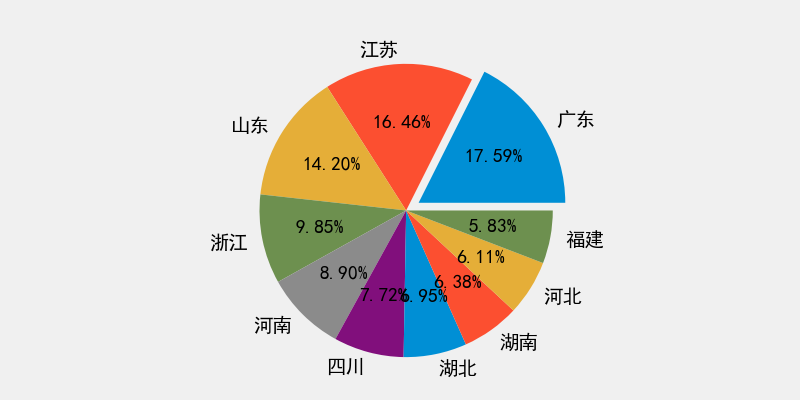 江苏
广东
山东
16.46%
17.59%
14.20%
浙江
9.85%
5.83%
福建
8.90%
6.11%
河南
7.72%
6.95%
6.38%
河北
四川
湖北
湖南